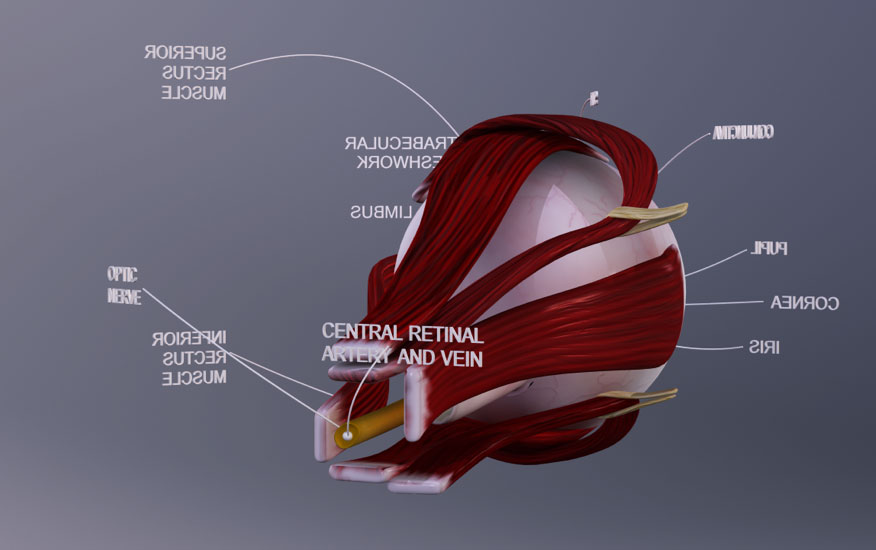 SUPERIOR
RECTUS
MUSCLE
TRABECULAR
MESHWORK
LIMBUS
PUPIL
OPTIC
NERVE
CORNEA
INFERIOR
RECTUS
MUSCLE
CENTRAL RETINAL
ARTERY AND VEIN
IRIS